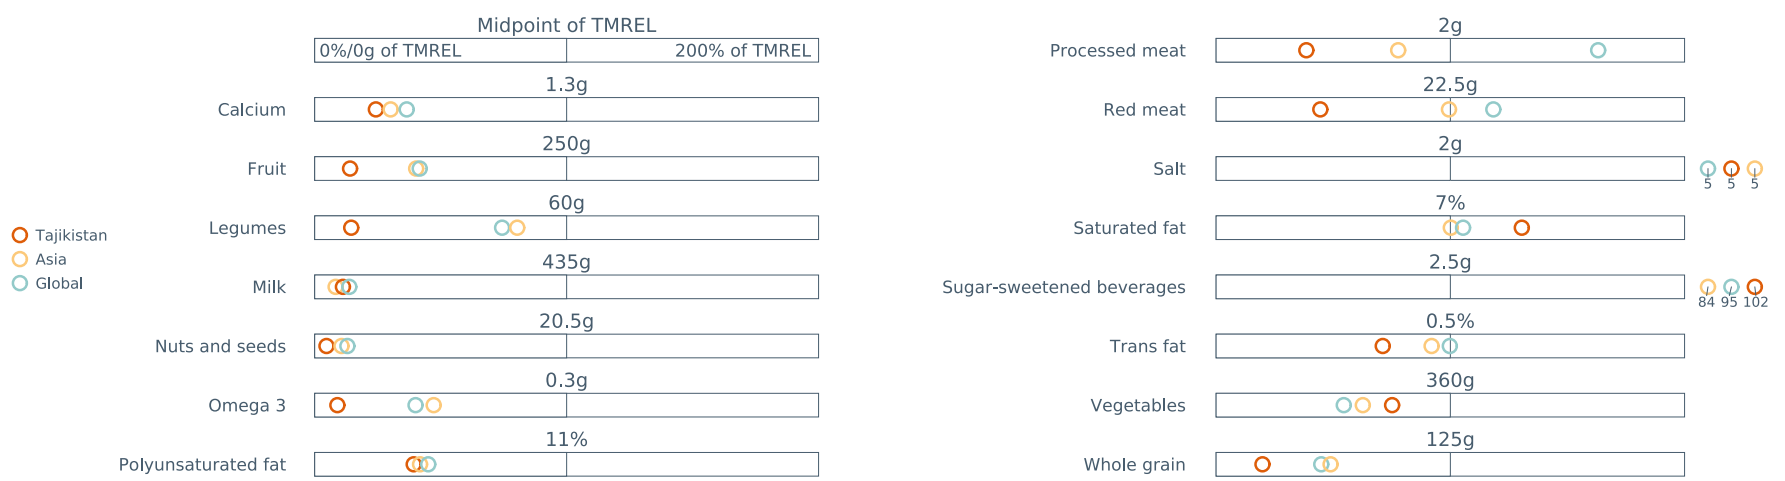 Midpoint of TMREL
0%/0g of TMREL 200% of TMREL
1.3g
Calcium
250g
Fruit
60g
Legumes
435g
Milk
20.5g
Nuts and seeds
0.3g
Omega 3
11%
Polyunsaturated fat
Tajikistan
Asia
Global
2g
Processed meat
22.5g
Red meat
2g
Salt
5 5 5
7%
Saturated fat
2.5g
Sugar-sweetened beverages
84 95 102
0.5%
Trans fat
360g
Vegetables
125g
Whole grain